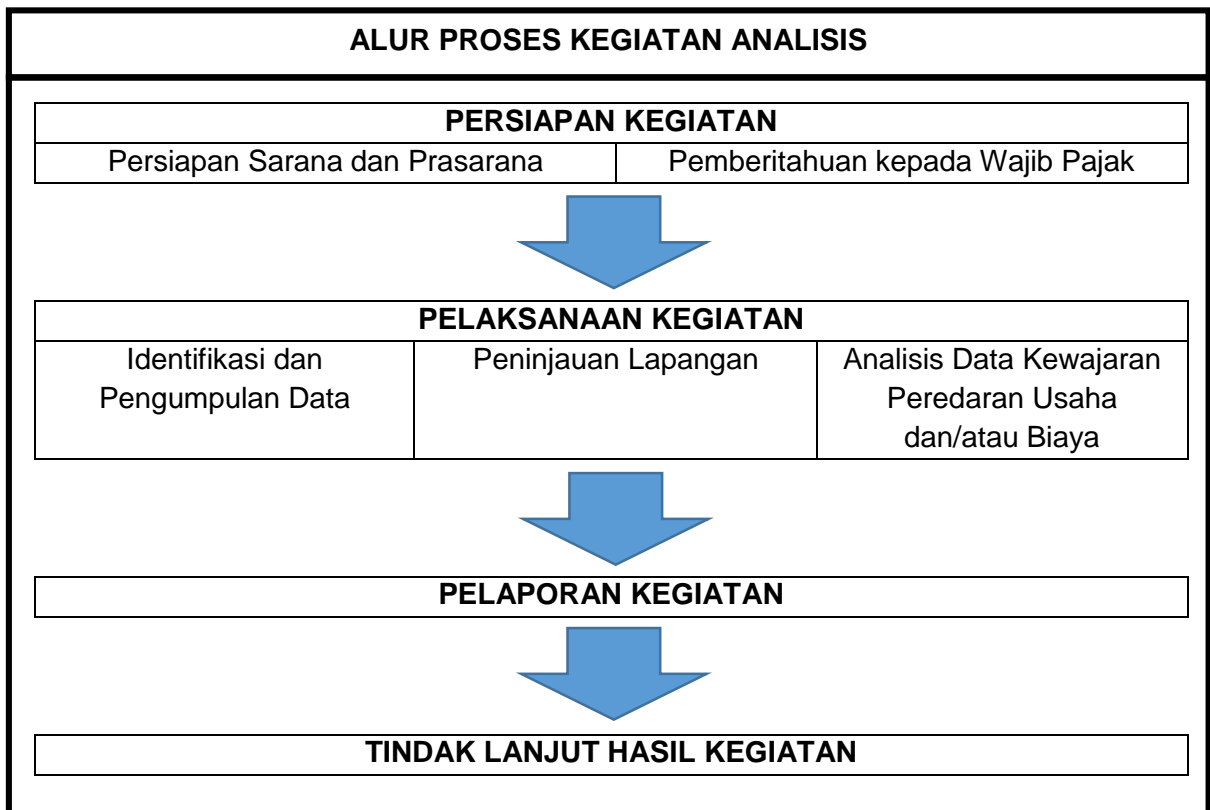 ALUR PROSES KEGIATAN ANALISIS
PERSIAPAN KEGIATAN
Persiapan Sarana dan Prasarana
Pemberitahuan kepada Wajib Pajak
PELAKSANAAN KEGIATAN
Identifikasi dan
Pengumpulan Data
Peninjauan Lapangan
Analisis Data Kewajaran
Peredaran Usaha
dan/atau Biaya
PELAPORAN KEGIATAN
TINDAK LANJUT HASIL KEGIATAN